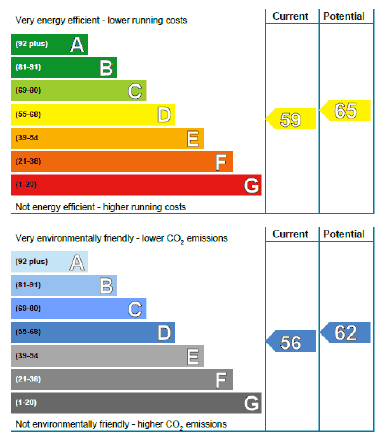 Very energy efficient - lower running costs
Current Potential
(92 plus) A
(81-91) B
(69-80) C
(55-68) D
(39-54 E
(21-38) F
(1-20) G
59 65
Not energy efficient - higher running costs
Very environmentally friendly - lower CO2 emissions
Current Potential
(92 plus) A
(81-91) B
(69-80) C
(55-68) D
(39-54 E
(21-38) F
(1-20) G
56 62
Not environmentally friendly - higher CO2 emissions